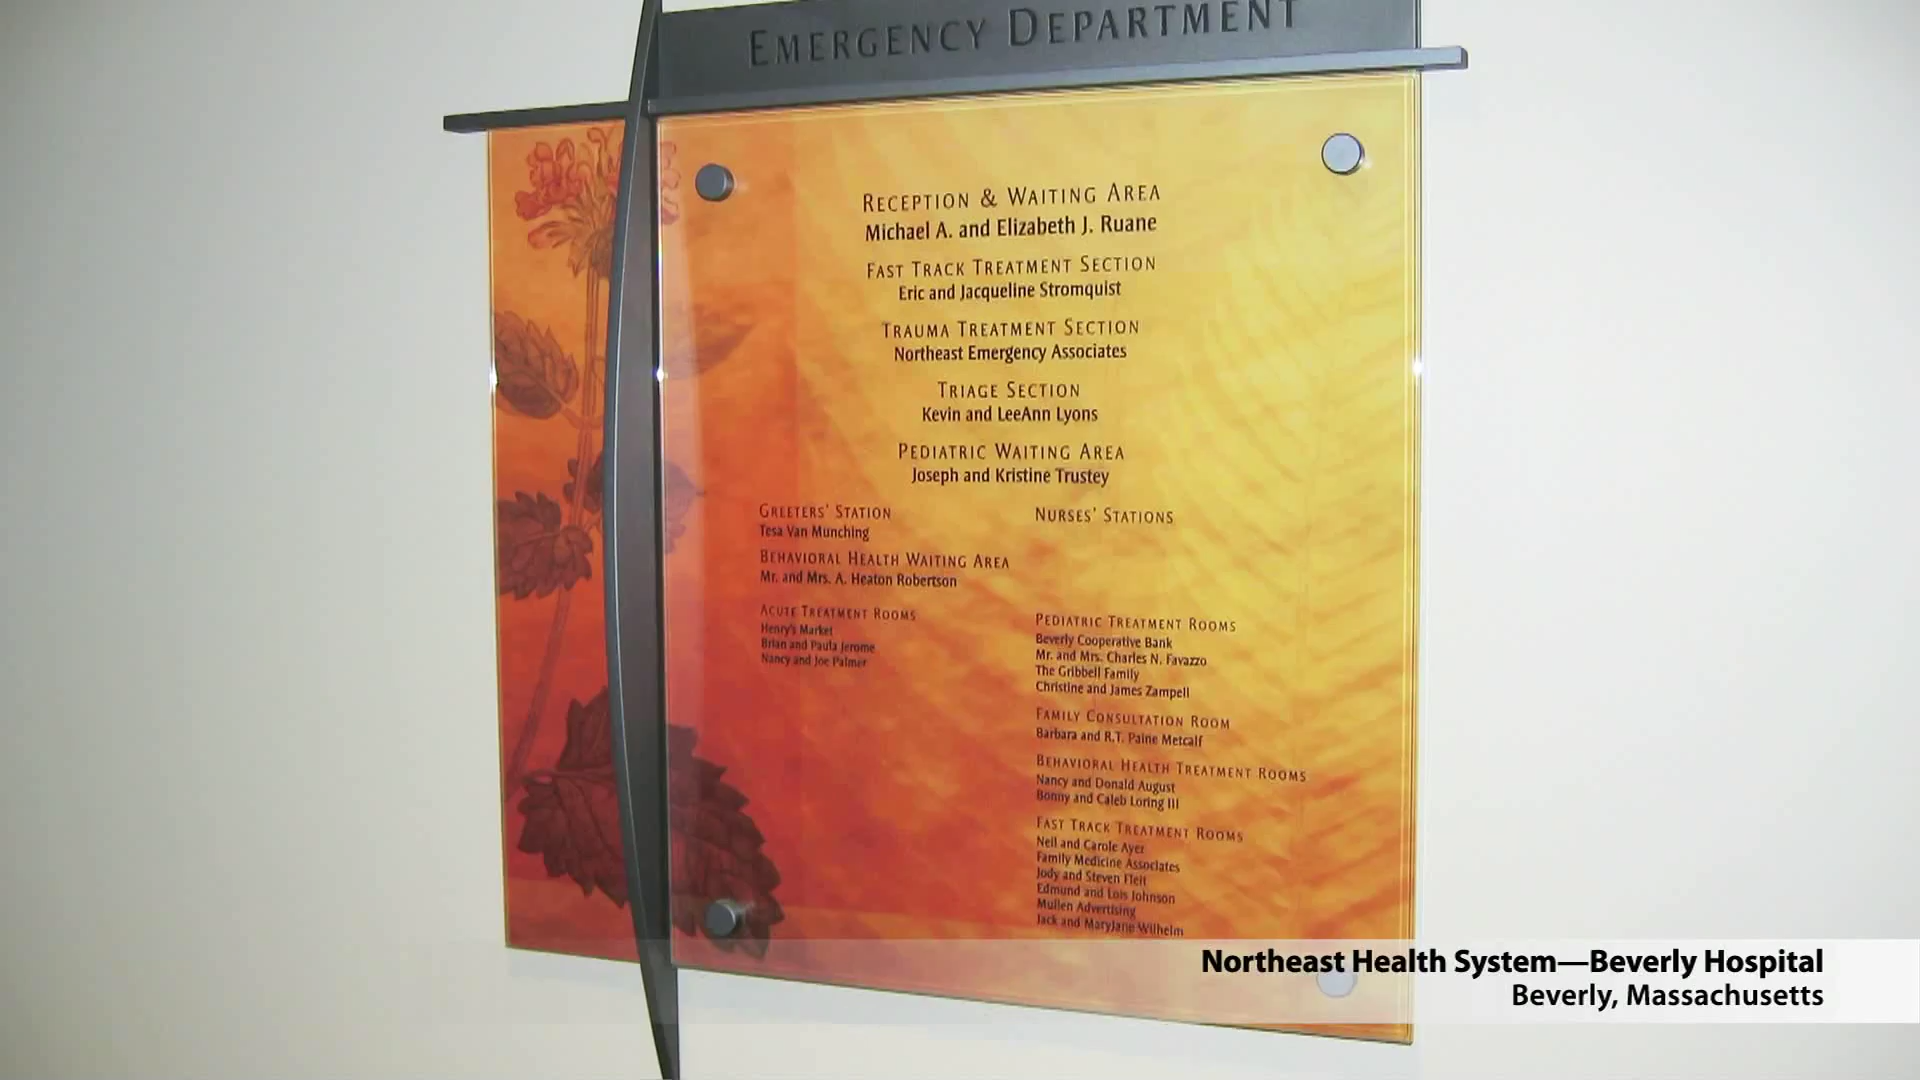 EMERGENCY DEPARTMENT
RECEPTION & WAITING AREA
Michael A. and Elizabeth J. Ruane
FAST TRACK TREATMENT SECTION
Eric and Jacqueline Stromquist
TRAUMA TREATMENT SECTION
Northeast Emergency Associates
TRIAGE SECTION
Kevin and LeeAnn Lyons
PEDIATRIC WAITING AREA
Joseph and Kristine Trustey
GREETERS' STATION
Tesa Van Munching
BEHAVIORAL HEALTH WAITING AREA
Mr. and Mrs. A. Heaton Robertson
ACUTE TREATMENT ROOMS
Henry's Market
Brian and Paula Jerome
Nancy and Joe Palmer
NURSES' STATIONS
PEDIATRIC TREATMENT ROOMS
Beverly Cooperative Bank
Mr. and Mrs. Charles N. Favazzo
The Gribbell Family
Christine and James Zampell
FAMILY CONSULTATION ROOM
Barbara and R.T. Paine Metcalf
BEHAVIORAL HEALTH TREATMENT ROOMS
Nancy and Donald August
Bonny and Caleb Loring III
FAST TRACK TREATMENT ROOMS
Neil and Carole Ayer
Family Medicine Associates
Jody and Steven Fleit
Edmund and Lois Johnson
Mullen Advertising
Jack and MaryJane Wilhelm
Northeast Health System—Beverly Hospital
Beverly, Massachusetts